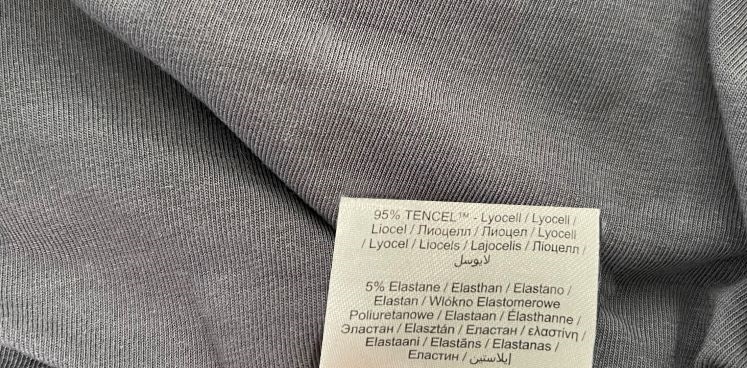 95% TENCEL™ - Lyocell / Lyocell /
Liocel / Лиоцелл / Лиоцел / Lyocell
/ Lyocel / Liocels / Lajocelis / Ліоцелл /
لايوسل
5% Elastane / Elasthan / Elastano /
Elastan / Włókno Elastomerowe
Poliuretanowe / Elastaan / Élasthanne /
Эластан / Elasztán / Еластан / ελαστίνη /
Elastaani / Elastāns / Elastanas /
Еластин / إيلاستين